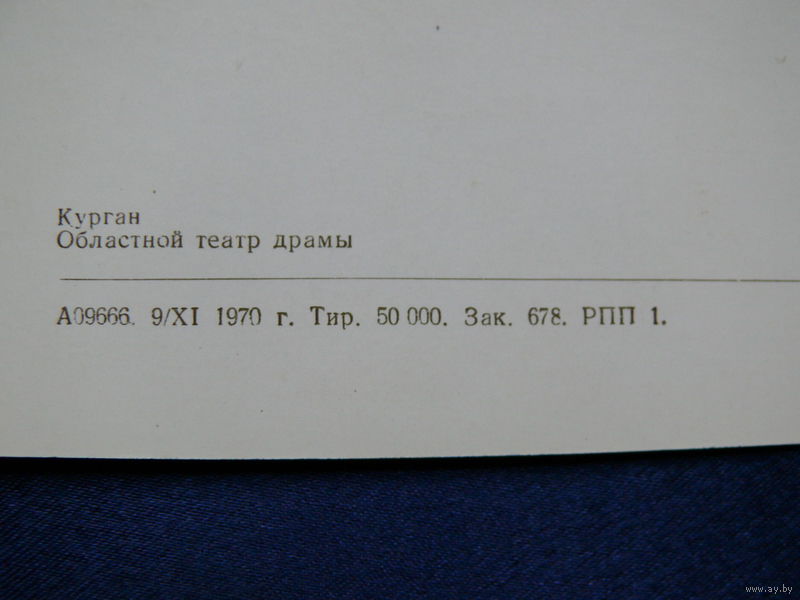 Курган
Областной театр драмы
А09666. 9/XI 1970 г. Тир. 50 000. Зак. 678. РПП 1.
www.ay.by